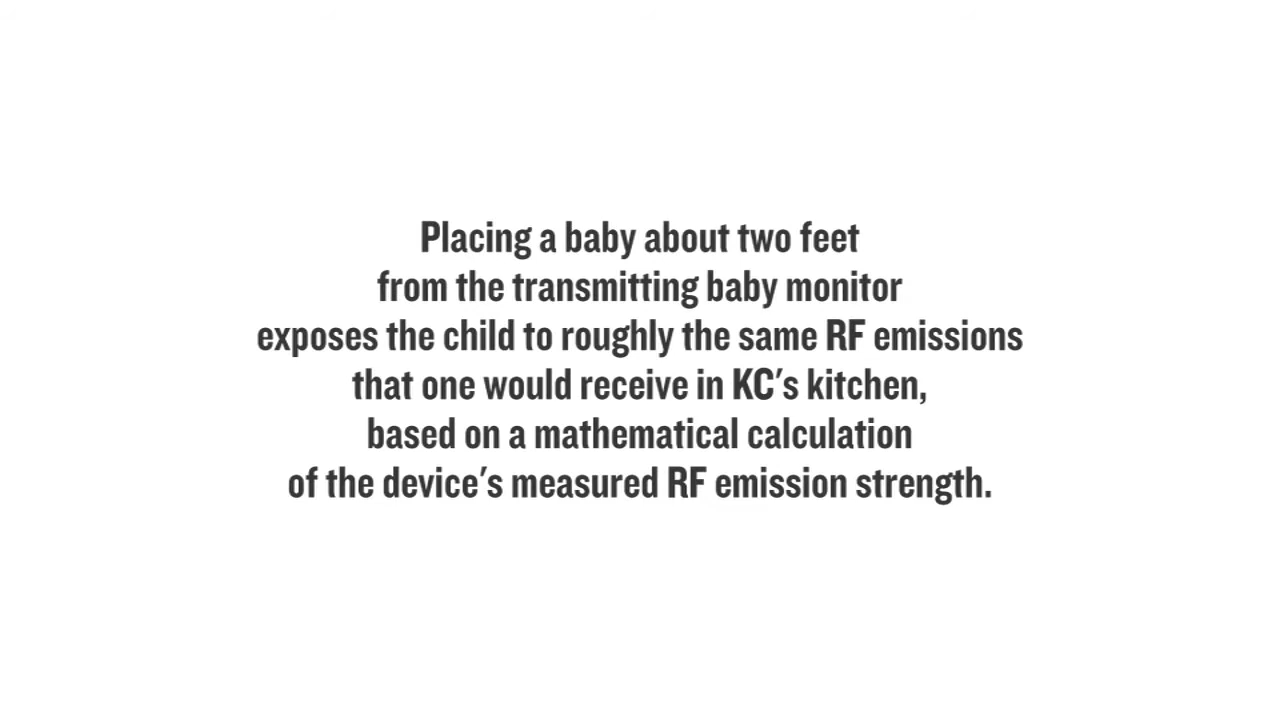 Placing a baby about two feet
from the transmitting baby monitor
exposes the child to roughly the same RF emissions
that one would receive in KC's kitchen,
based on a mathematical calculation
of the device's measured RF emission strength.